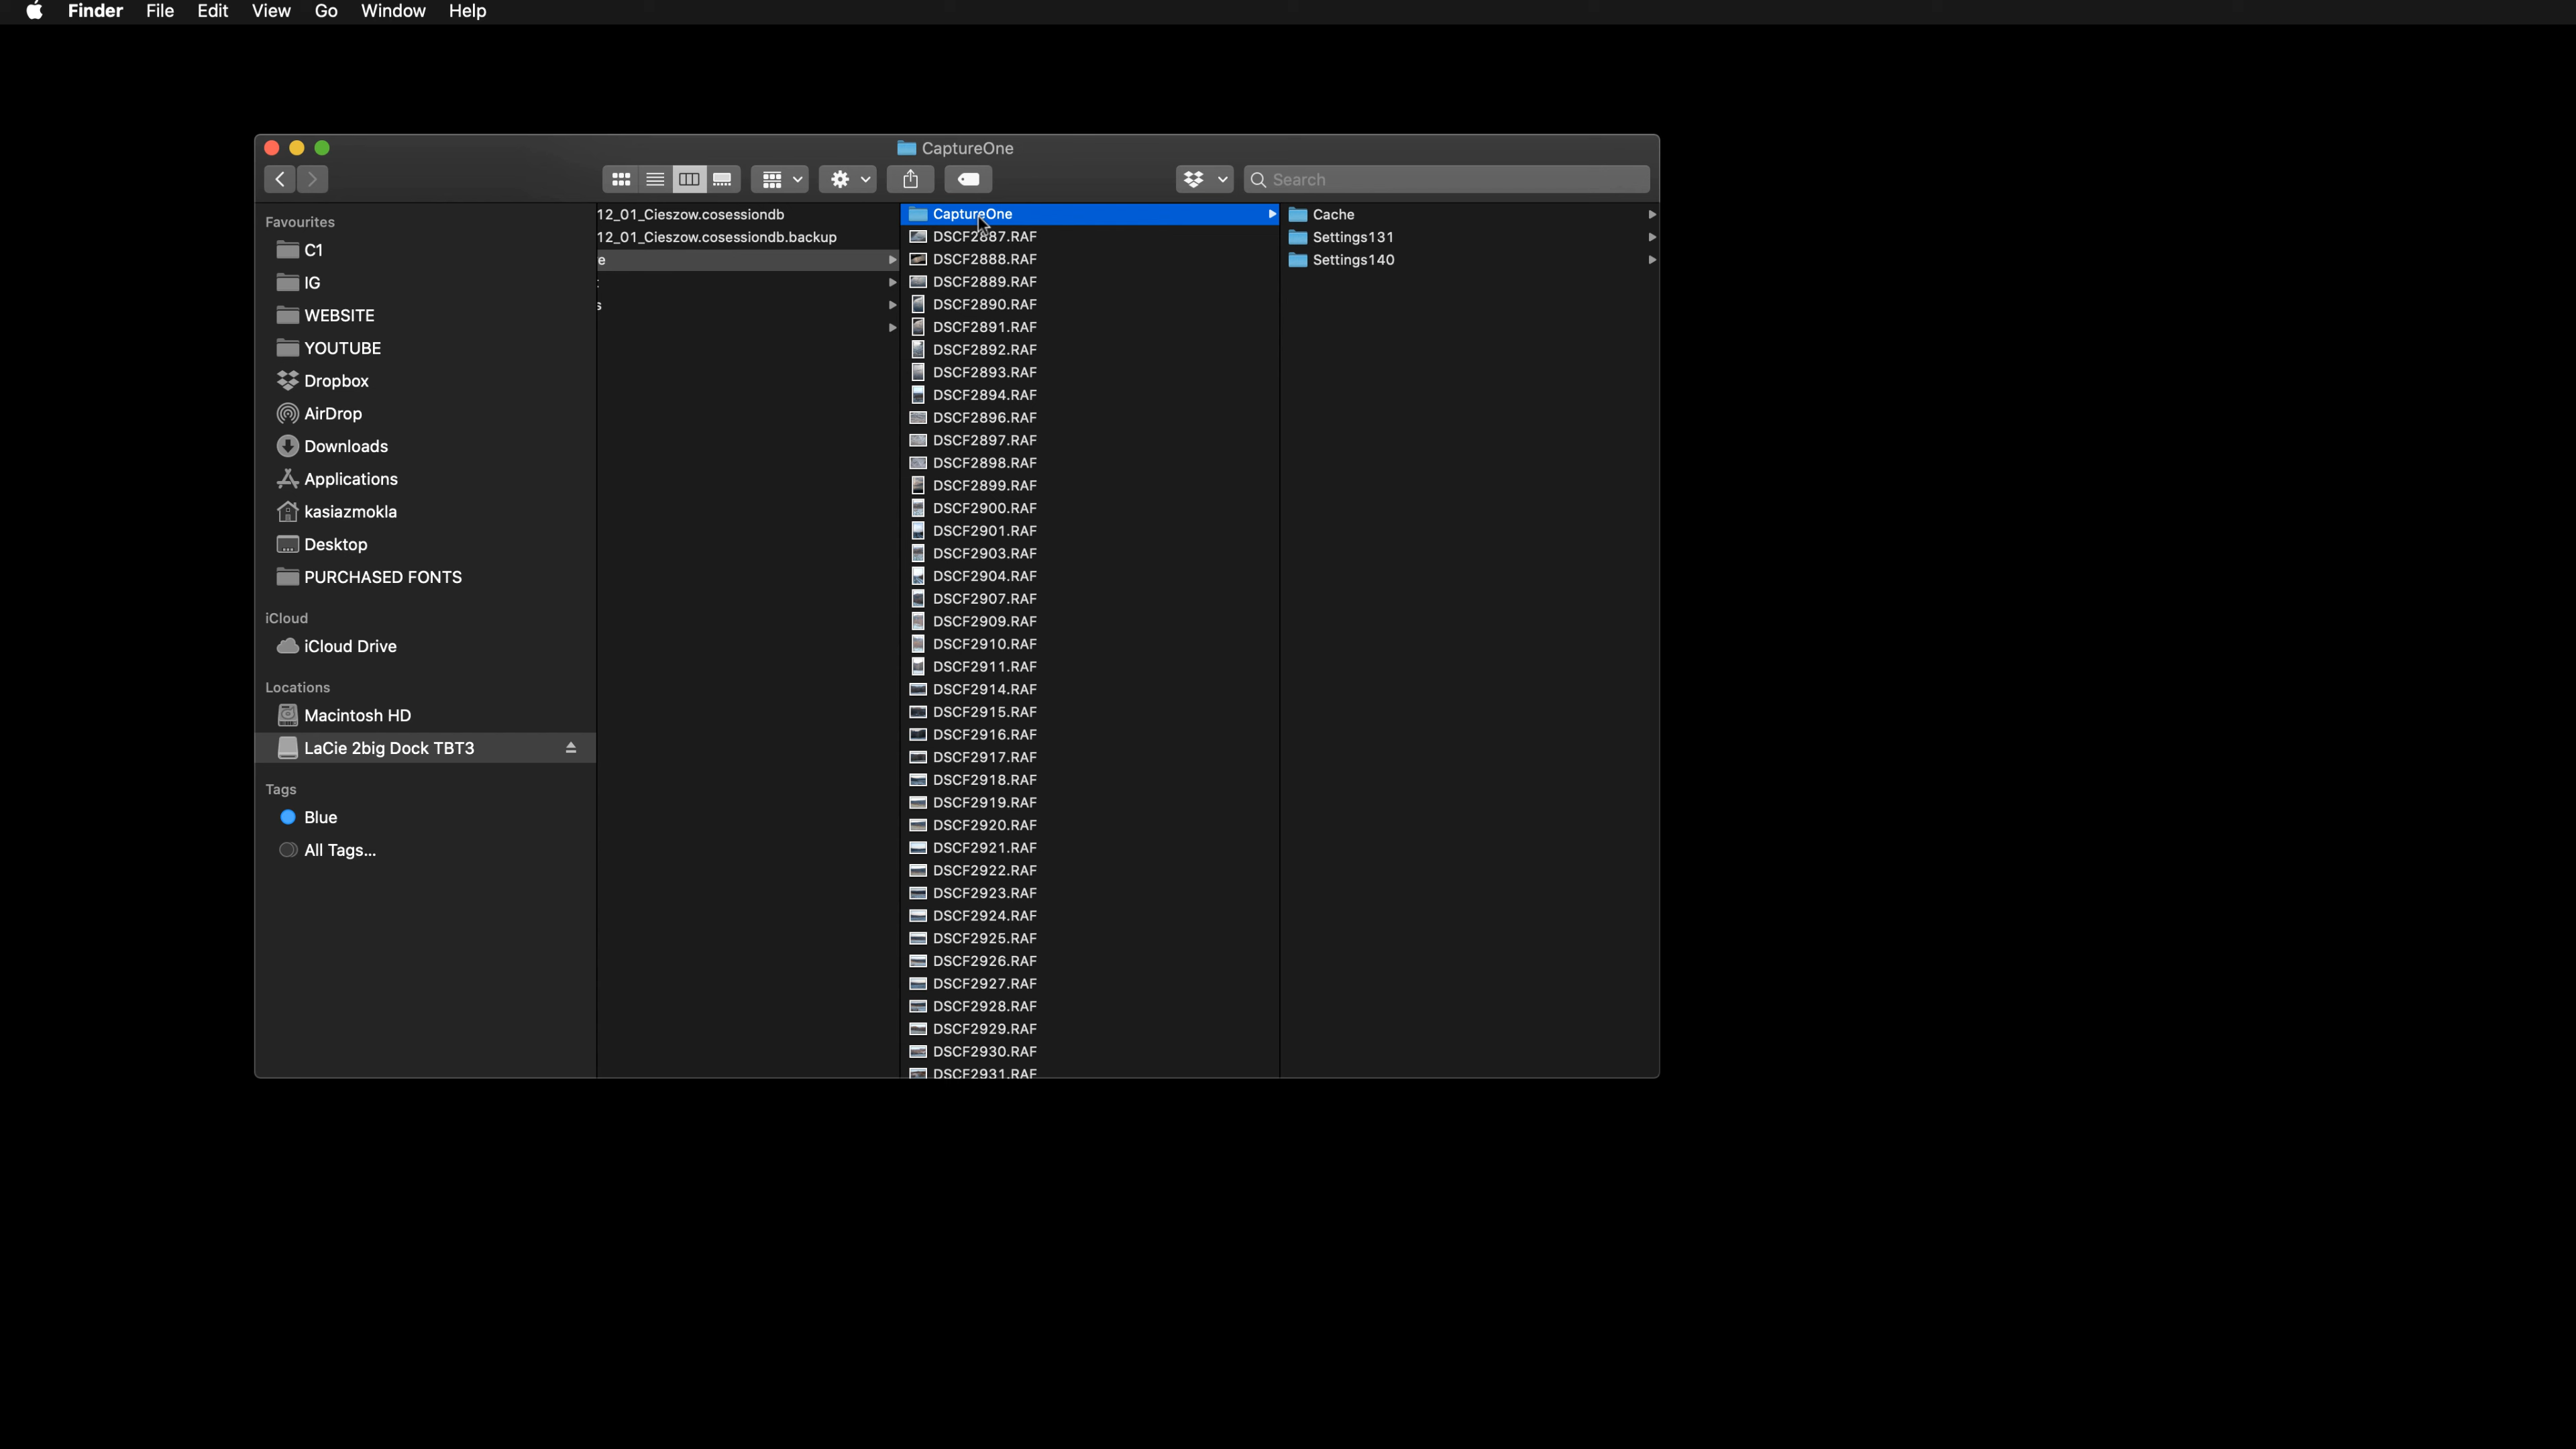 Finder File Edit View Go Window Help
CaptureOne
Search
Favourites
C1
IG
WEBSITE
YOUTUBE
Dropbox
AirDrop
Downloads
Applications
kasiazmokla
Desktop
PURCHASED FONTS
iCloud
iCloud Drive
Locations
Macintosh HD
LaCie 2big Dock TBT3
Tags
Blue
All Tags...
12_01_Cieszow.cosessiondb
12_01_Cieszow.cosessiondb.backup
e
s
CaptureOne
DSCF2887.RAF
DSCF2888.RAF
DSCF2889.RAF
DSCF2890.RAF
DSCF2891.RAF
DSCF2892.RAF
DSCF2893.RAF
DSCF2894.RAF
DSCF2896.RAF
DSCF2897.RAF
DSCF2898.RAF
DSCF2899.RAF
DSCF2900.RAF
DSCF2901.RAF
DSCF2903.RAF
DSCF2904.RAF
DSCF2907.RAF
DSCF2909.RAF
DSCF2910.RAF
DSCF2911.RAF
DSCF2914.RAF
DSCF2915.RAF
DSCF2916.RAF
DSCF2917.RAF
DSCF2918.RAF
DSCF2919.RAF
DSCF2920.RAF
DSCF2921.RAF
DSCF2922.RAF
DSCF2923.RAF
DSCF2924.RAF
DSCF2925.RAF
DSCF2926.RAF
DSCF2927.RAF
DSCF2928.RAF
DSCF2929.RAF
DSCF2930.RAF
DSCF2931.RAF
Cache
Settings131
Settings140